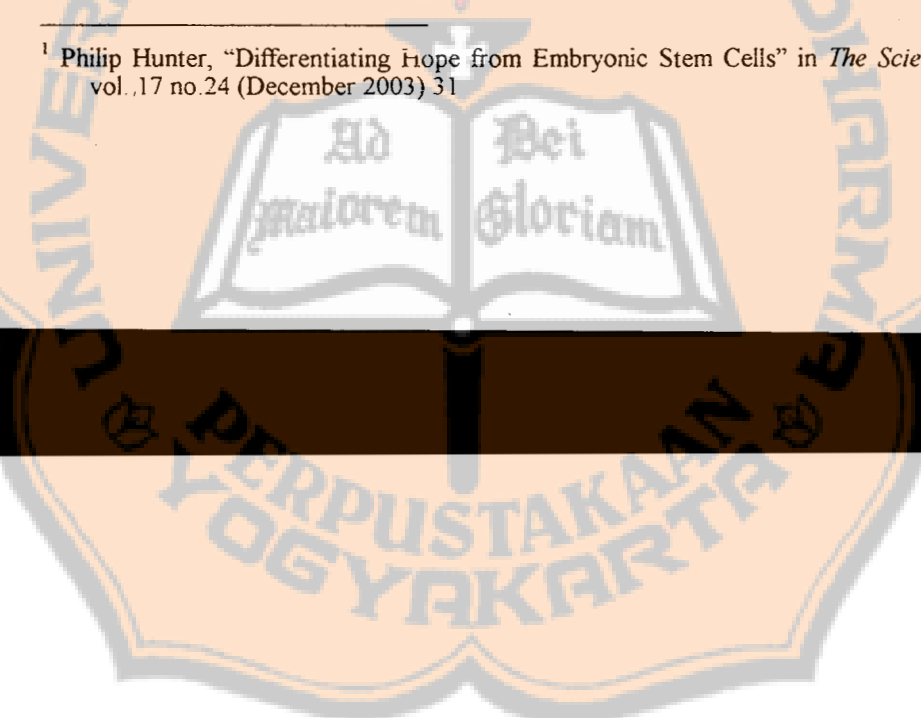 ¹ Philip Hunter, “Differentiating Hope from Embryonic Stem Cells” in The Scie
vol.,17 no.24 (December 2003) 31
Ad Dei
maiorem Gloriam
PERPUSTAKAAN
YOGYAKARTA